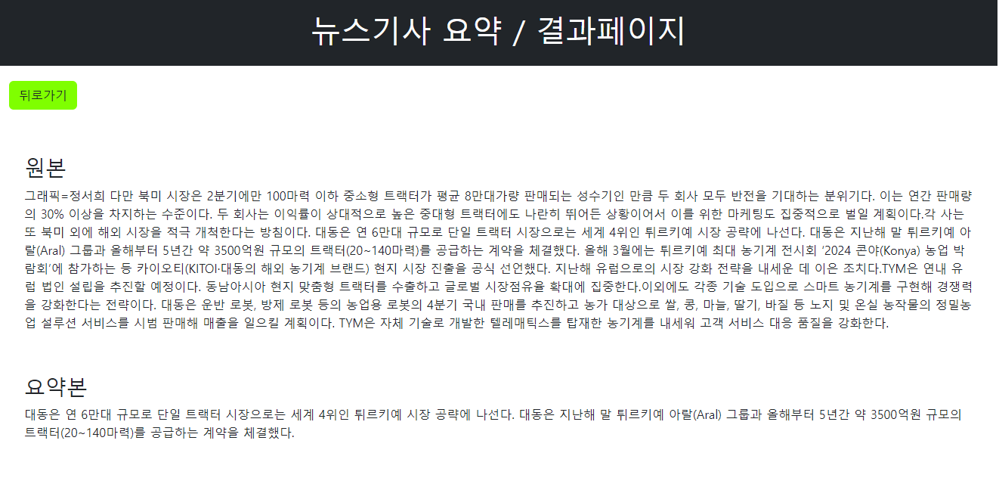 뉴스기사 요약 / 결과페이지
뒤로가기
원본
그래픽=정서희 다만 북미 시장은 2분기에만 100마력 이하 중소형 트랙터가 평균 8만대가량 판매되는 성수기인 만큼 두 회사 모두 반전을 기대하는 분위기다. 이는 연간 판매량
의 30% 이상을 차지하는 수준이다. 두 회사는 이익률이 상대적으로 높은 중대형 트랙터에도 나란히 뛰어든 상황이어서 이를 위한 마케팅도 집중적으로 벌일 계획이다.각 사는
또 북미 외에 해외 시장을 적극 개척한다는 방침이다. 대동은 연 6만대 규모로 단일 트랙터 시장으로는 세계 4위인 튀르키예 시장 공략에 나선다. 대동은 지난해 말 튀르키예 아
랄(Aral) 그룹과 올해부터 5년간 약 3500억원 규모의 트랙터(20~140마력)를 공급하는 계약을 체결했다. 올해 3월에는 튀르키예 최대 농기계 전시회 ‘2024 콘야(Konya) 농업 박
람회’에 참가하는 등 카이오티(KITOI·대동의 해외 농기계 브랜드) 현지 시장 진출을 공식 선언했다. 지난해 유럽으로의 시장 강화 전략을 내세운 데 이은 조치다.TYM은 연내 유
럽 법인 설립을 추진할 예정이다. 동남아시아 현지 맞춤형 트랙터를 수출하고 글로벌 시장점유율 확대에 집중한다.이외에도 각종 기술 도입으로 스마트 농기계를 구현해 경쟁력
을 강화한다는 전략이다. 대동은 운반 로봇, 방제 로봇 등의 농업용 로봇의 4분기 국내 판매를 추진하고 농가 대상으로 쌀, 콩, 마늘, 딸기, 바질 등 노지 및 온실 농작물의 정밀농
업 설루션 서비스를 시범 판매해 매출을 일으킬 계획이다. TYM은 자체 기술로 개발한 텔레매틱스를 탑재한 농기계를 내세워 고객 서비스 대응 품질을 강화한다.
요약본
대동은 연 6만대 규모로 단일 트랙터 시장으로는 세계 4위인 튀르키예 시장 공략에 나선다. 대동은 지난해 말 튀르키예 아랄(Aral) 그룹과 올해부터 5년간 약 3500억원 규모의
트랙터(20~140마력)를 공급하는 계약을 체결했다.